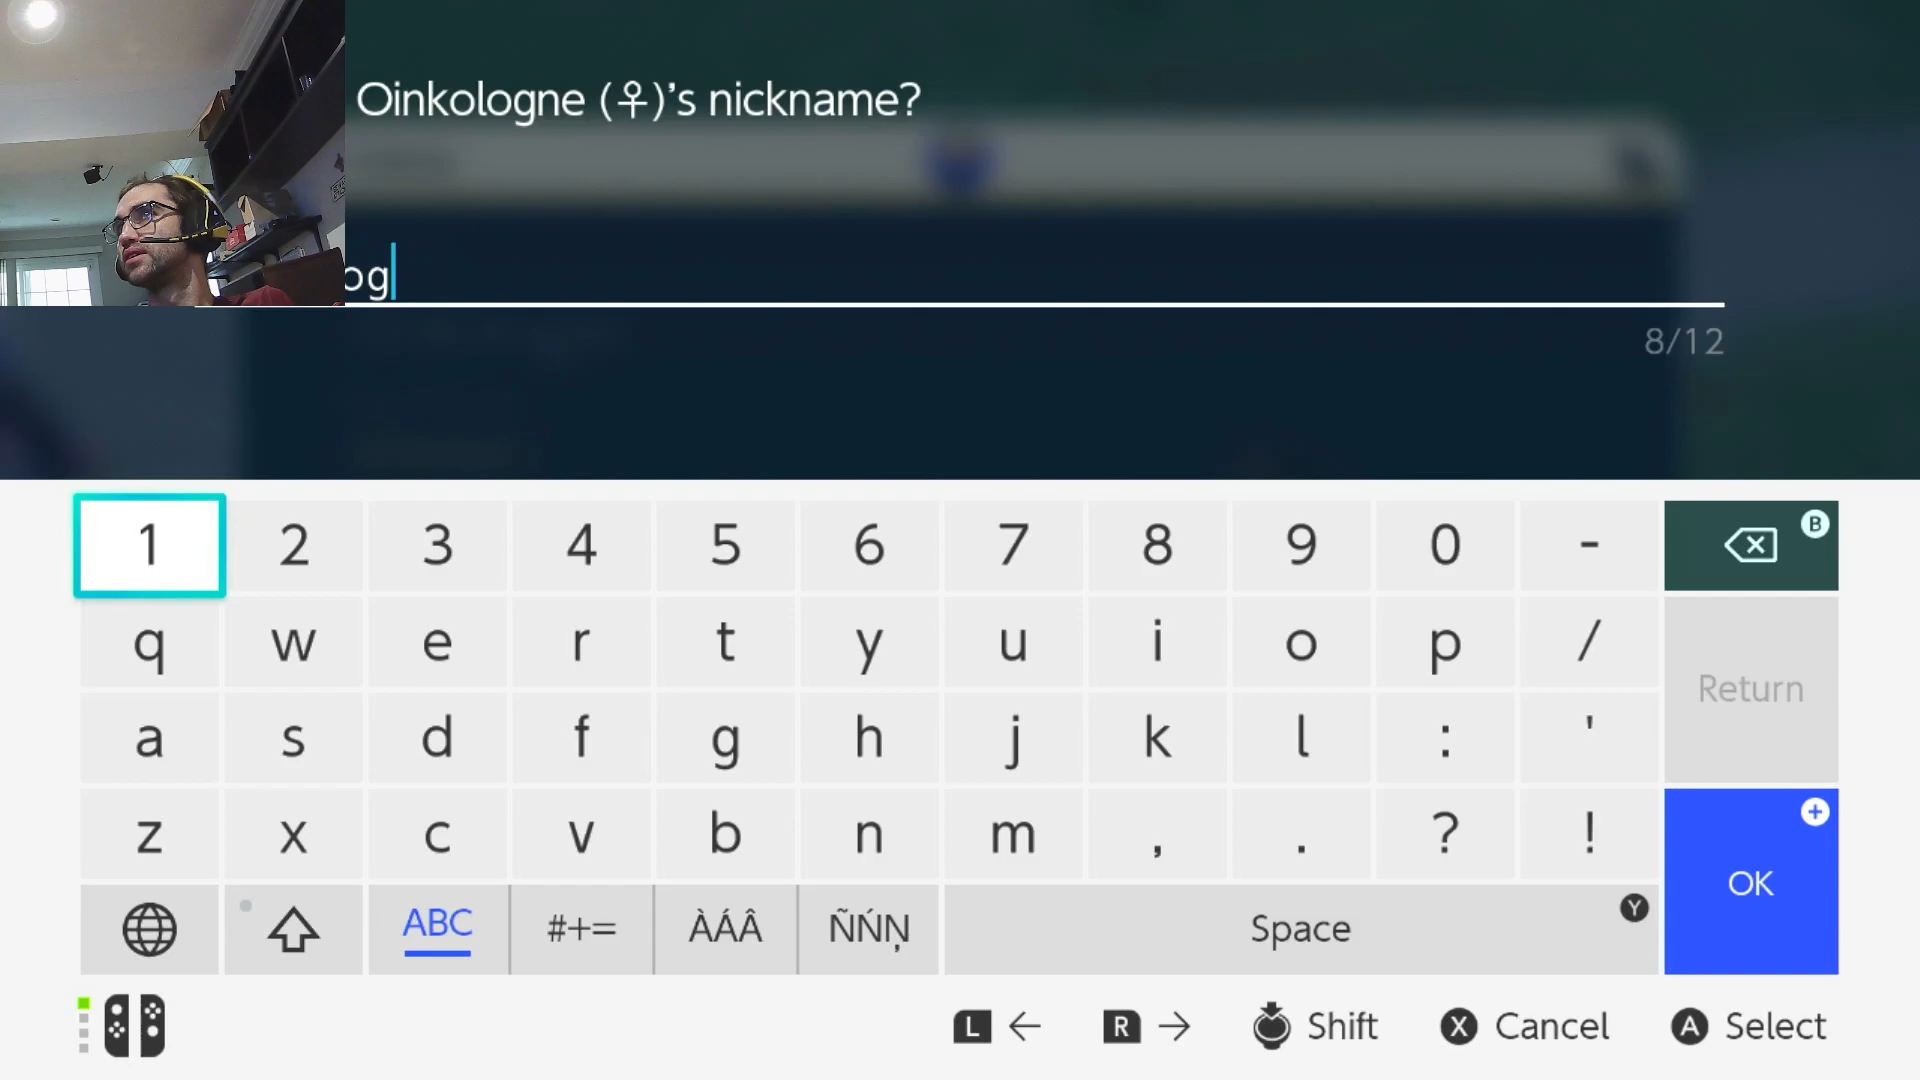 Oinkologne (♀)'s nickname?
og
8/12
1 2 3 4 5 6 7 8 9 0 - B
q w e r t y u i o p /
Return
a s d f g h j k l : '
z x c v b n m , . ? ! +
OK
ABC #+= ÀÁÂ ÑŃŅ Space Y
L ← R → Shift X Cancel A Select